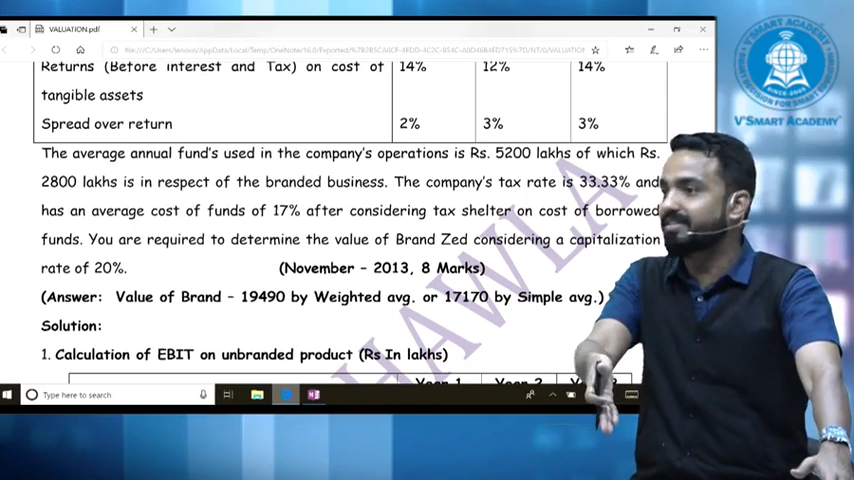 VALUATION.pdf
V'SMART ACADEMY
SINCE-2005
Returns (Before interest and Tax) on cost of tangible assets
14% 12% 14%
Spread over return 2% 3% 3%
The average annual fund's used in the company's operations is Rs. 5200 lakhs of which Rs.
2800 lakhs is in respect of the branded business. The company's tax rate is 33.33% and
has an average cost of funds of 17% after considering tax shelter on cost of borrowed
funds. You are required to determine the value of Brand Zed considering a capitalization
rate of 20%. (November – 2013, 8 Marks)
(Answer: Value of Brand – 19490 by Weighted avg. or 17170 by Simple avg.)
Solution:
1. Calculation of EBIT on unbranded product (Rs In lakhs)
Year 1 Year 2
HAWLA
Type here to search
V'SMART ACADEMY